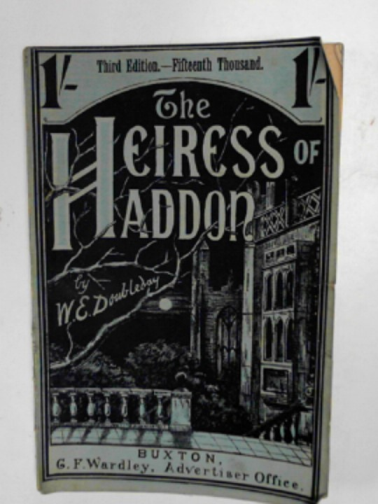 1/- Third Edition.—Fifteenth Thousand. 1/-
The
HEIRESS OF
HADDON
by
W.E. Doubleday
BUXTON,
G. F. Wardley, Advertiser Office.